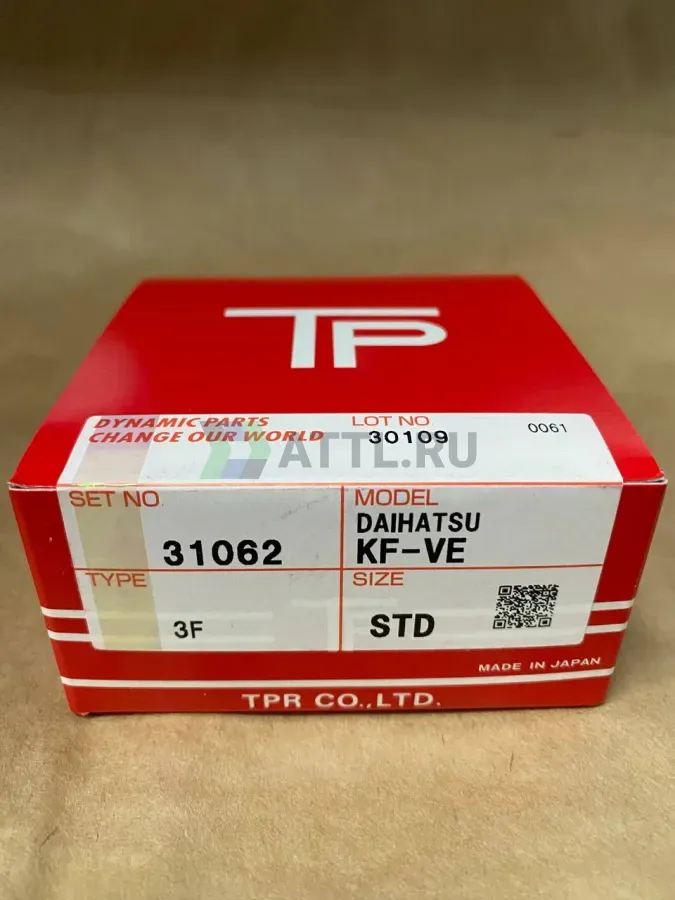 TP
DYNAMIC PARTS
CHANGE OUR WORLD
LOT NO
30109
0061
ATTL.RU
SET NO
31062
MODEL
DAIHATSU
KF-VE
TYPE
3F
SIZE
STD
MADE IN JAPAN
TPR CO.,LTD.